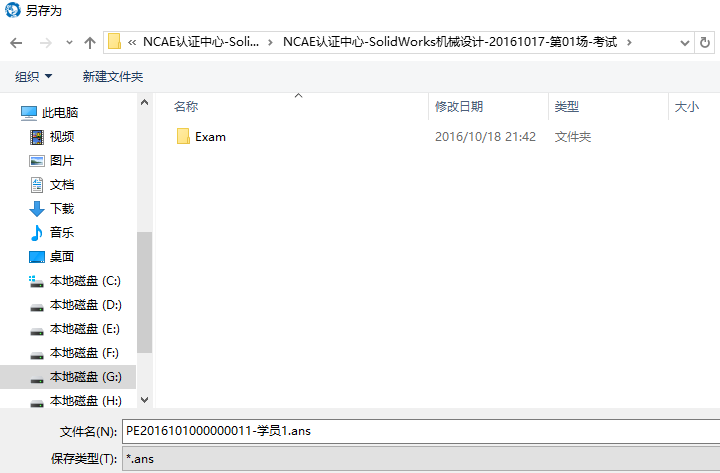 另存为
« NCAE认证中心-Soli... › NCAE认证中心-SolidWorks机械设计-20161017-第01场-考试 ›
组织 新建文件夹
名称 修改日期 类型 大小
此电脑
视频
Exam 2016/10/18 21:42 文件夹
图片
文档
下载
音乐
桌面
本地磁盘 (C:)
本地磁盘 (D:)
本地磁盘 (E:)
本地磁盘 (F:)
本地磁盘 (G:)
本地磁盘 (H:)
文件名(N): PE2016101000000011-学员1.ans
保存类型(T): *.ans